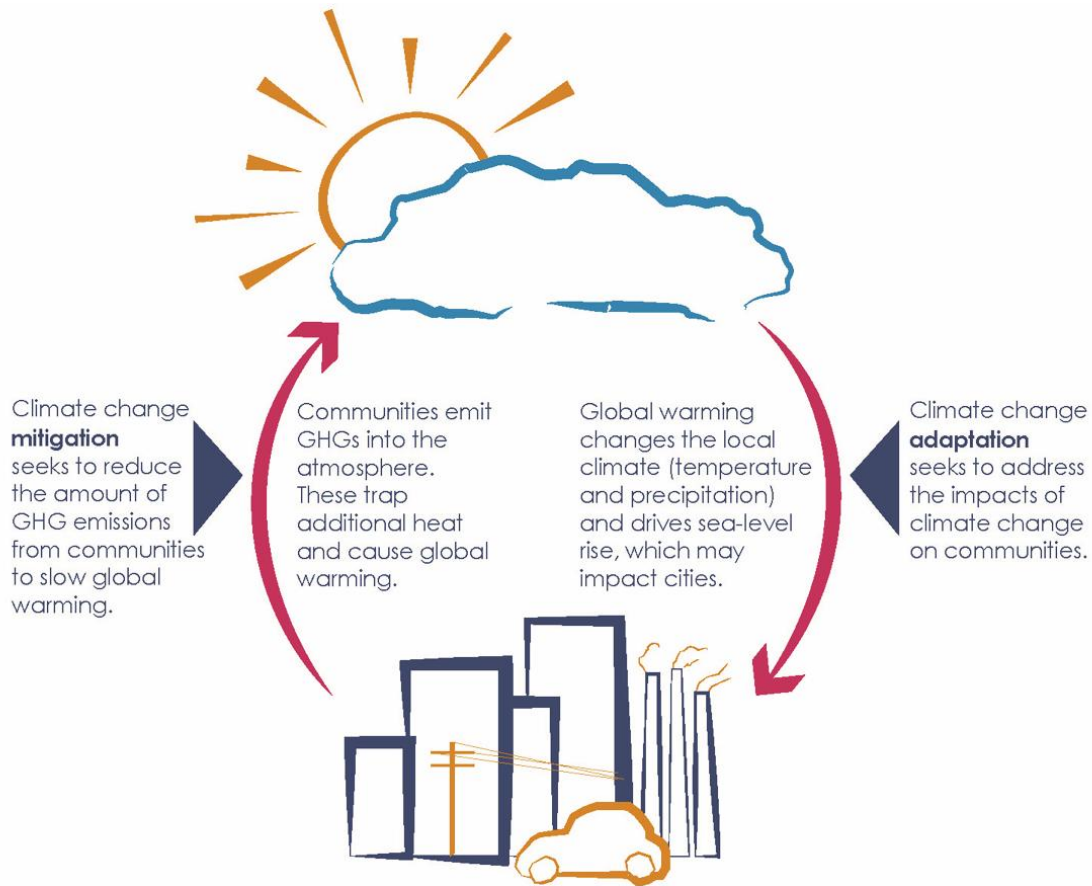 Climate change
mitigation
seeks to reduce
the amount of
GHG emissions
from communities
to slow global
warming.
Communities emit
GHGs into the
atmosphere.
These trap
additional heat
and cause global
warming.
Global warming
changes the local
climate (temperature
and precipitation)
and drives sea-level
rise, which may
impact cities.
Climate change
adaptation
seeks to address
the impacts of
climate change
on communities.